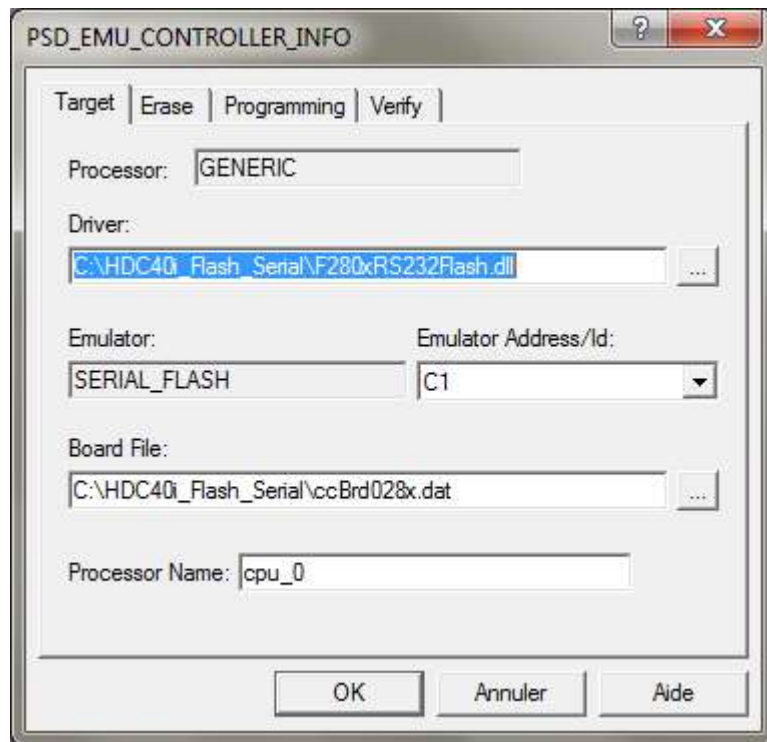 PSD_EMU_CONTROLLER_INFO
Target Erase Programming Verify
Processor: GENERIC
Driver:
C:\HDC40i_Flash_Serial\F280xRS232Flash.dll ...
Emulator: Emulator Address/Id:
SERIAL_FLASH C1
Board File:
C:\HDC40i_Flash_Serial\ccBrd028x.dat ...
Processor Name: cpu_0
OK Annuler Aide